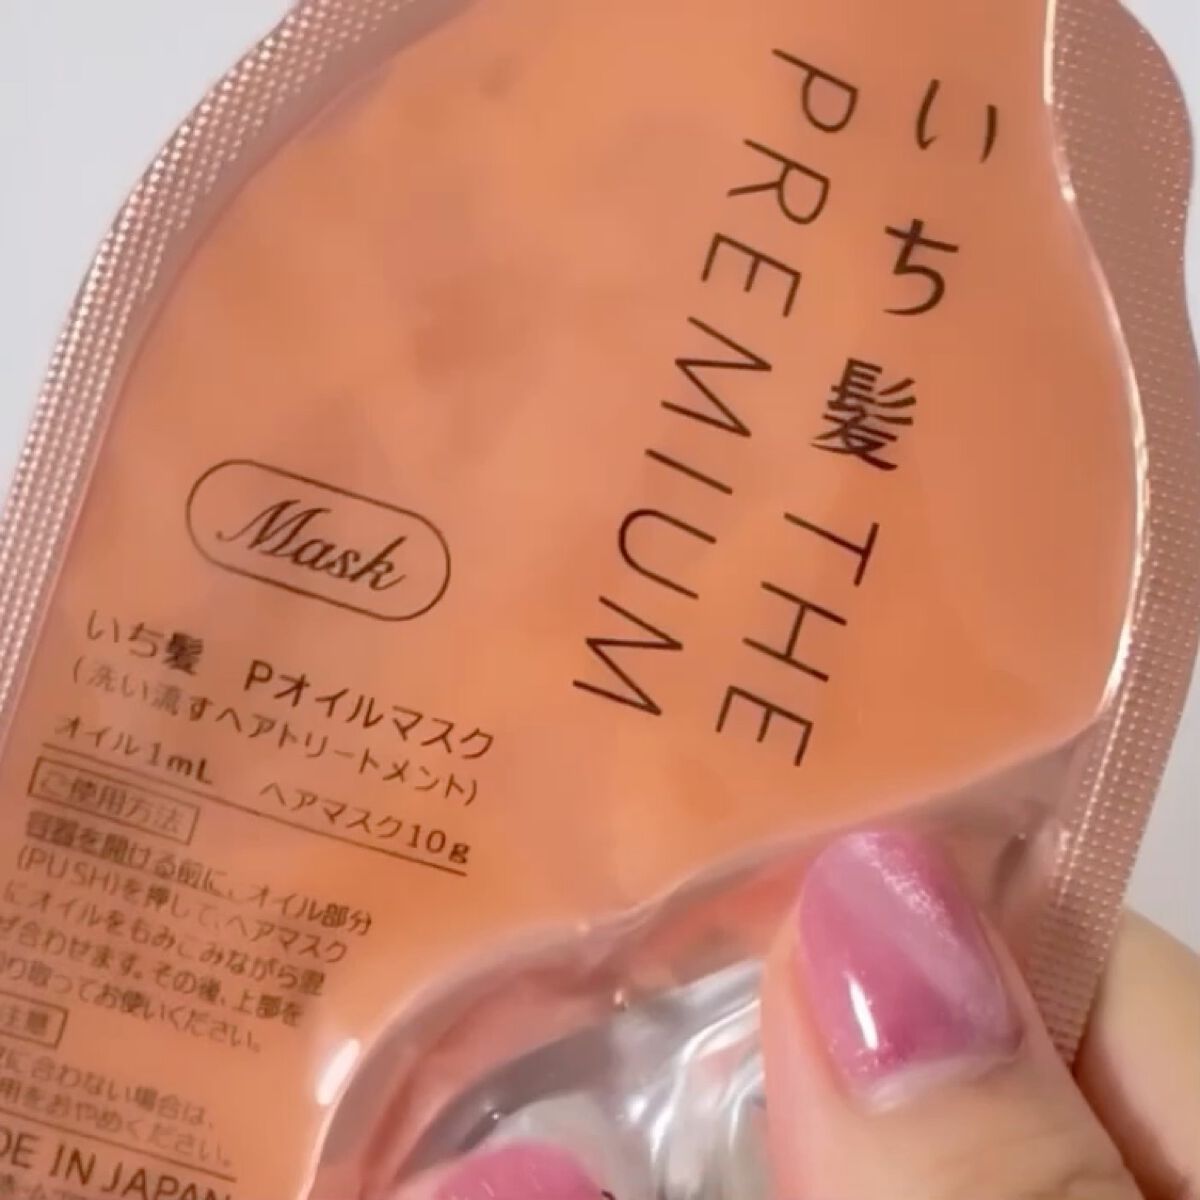 いち髪 THE
PREMIUM
Mask
いち髪 Pオイルマスク
(洗い流すヘアトリートメント)
オイル1mL ヘアマスク10g
ご使用方法
容器を開ける前に、オイル部分
(PUSH)を押して、ヘアマスク
にオイルをもみこみながら混
合わせます。その後、上部を
り取ってお使いください。
注意
に合わない場合は、
用をおやめください。
IN JAPAN